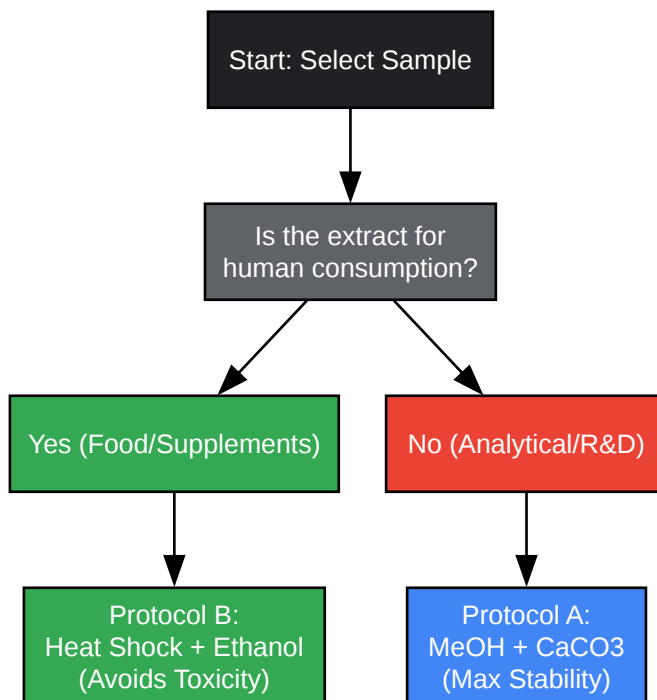 Start: Select Sample
Is the extract for
human consumption?
Yes (Food/Supplements)
No (Analytical/R&D)
Protocol B:
Heat Shock + Ethanol
(Avoids Toxicity)
Protocol A:
MeOH + CaCO3
(Max Stability)